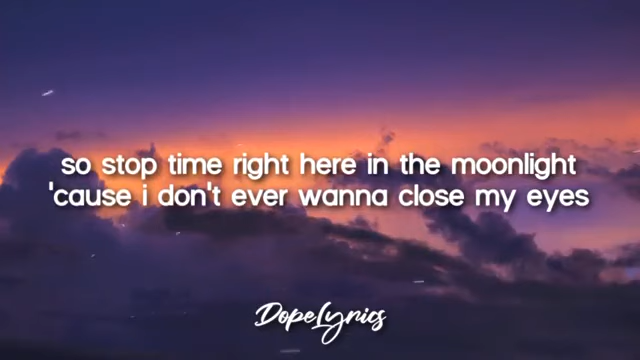 so stop time right here in the moonlight
'cause i don't ever wanna close my eyes
DopeLyrics